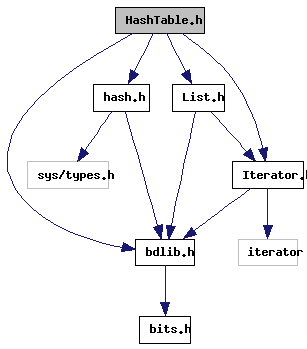 HashTable.h
hash.h
List.h
sys/types.h
Iterator.h
bdlib.h
iterator
bits.h